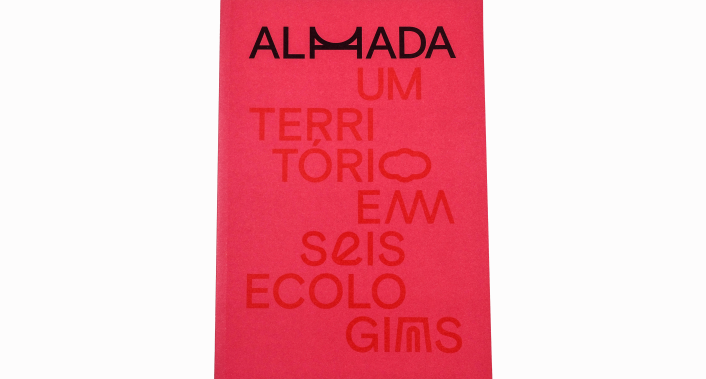 ALMADA
UM
TERRI
TÓRIO
EM
SEIS
ECOLO
GIAS